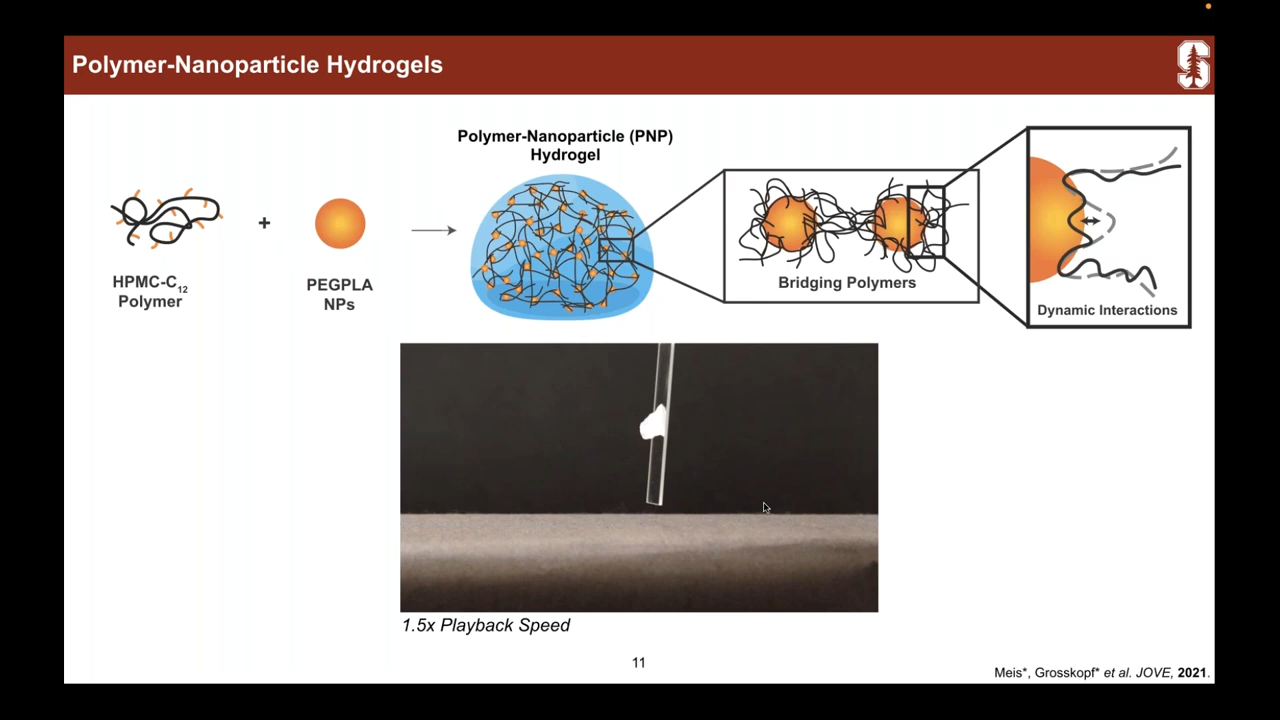 Polymer-Nanoparticle Hydrogels
Polymer-Nanoparticle (PNP)
Hydrogel
+
HPMC-C₁₂
Polymer
PEGPLA
NPs
Bridging Polymers
Dynamic Interactions
1.5x Playback Speed
11
Meis*, Grosskopf* et al. JOVE, 2021.